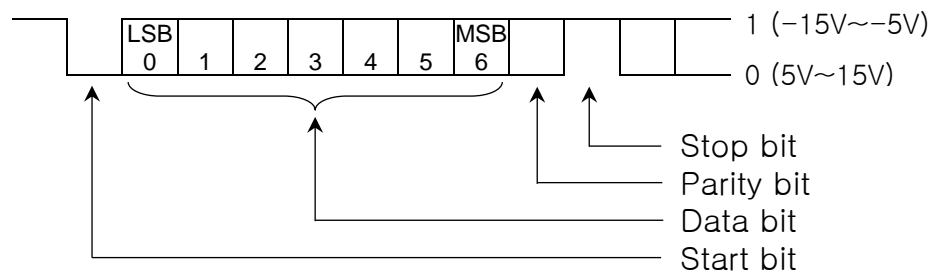 LSB MSB 1 (-15V~-5V)
0 1 2 3 4 5 6 0 (5V~15V)
Stop bit
Parity bit
Data bit
Start bit